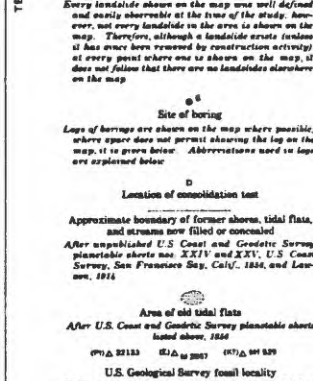 TE
Every landslide shown on the map was well defined
and easily observable at the time of the study, how-
ever, not every landslide in the area is shown on the
map. Therefore, although a landslide exists (unless
it has since been removed by construction activity)
at every point where one is shown on the map, it
does not follow that there are no landslides elsewhere
on the map
6
Site of boring
Logs of borings are shown on the map where possible,
where space does not permit showing the log on the
map, it is given below. Abbreviations used in logs
are explained below
D
Location of consolidation test
Approximate boundary of former shores, tidal flats,
and streams now filled or concealed
After unpublished U.S Coast and Geodetic Survey
planetable sheets nos. XXIV and XXV, U.S Coast
Survey, San Francisco Bay, Calif., 1854, and Law-
son, 1914
Area of old tidal flats
After U.S. Coast and Geodetic Survey planetable sheets
listed above, 1854
32133 M 2667 SH 529
U.S. Geological Survey fossil locality